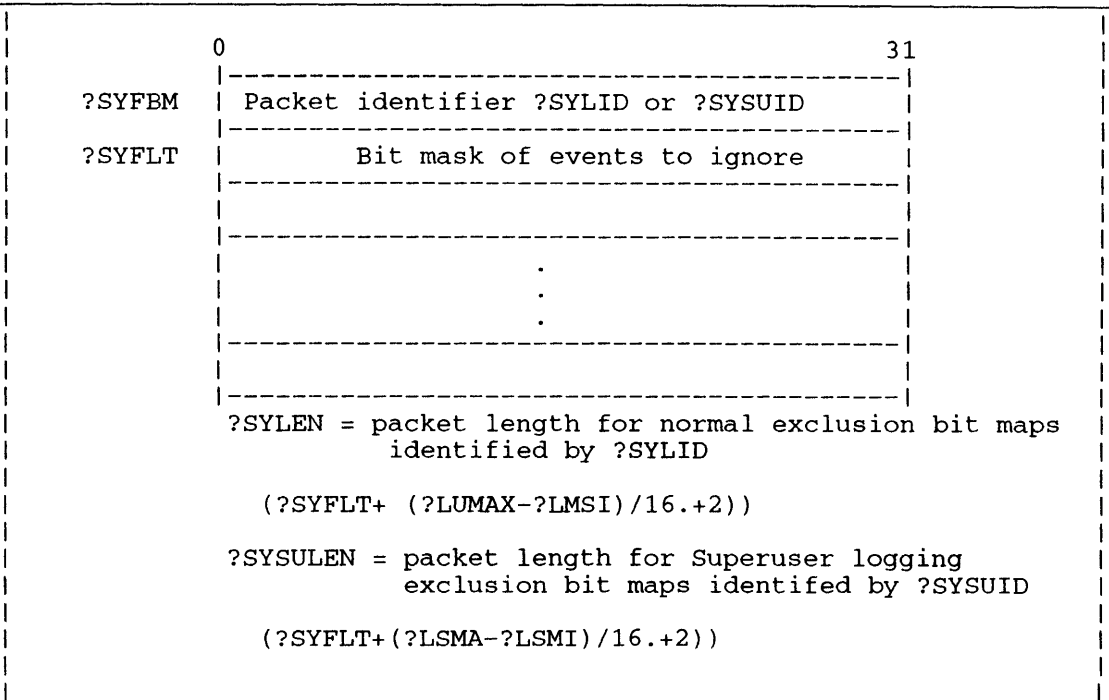 0 31
?SYFBM Packet identifier ?SYLID or ?SYSUID
?SYFLT Bit mask of events to ignore
.
.
.
?SYLEN = packet length for normal exclusion bit maps
identified by ?SYLID
(?SYFLT+ (?LUMAX-?LMSI)/16.+2))
?SYSULEN = packet length for Superuser logging
exclusion bit maps identifed by ?SYSUID
(?SYFLT+(?LSMA-?LSMI)/16.+2))